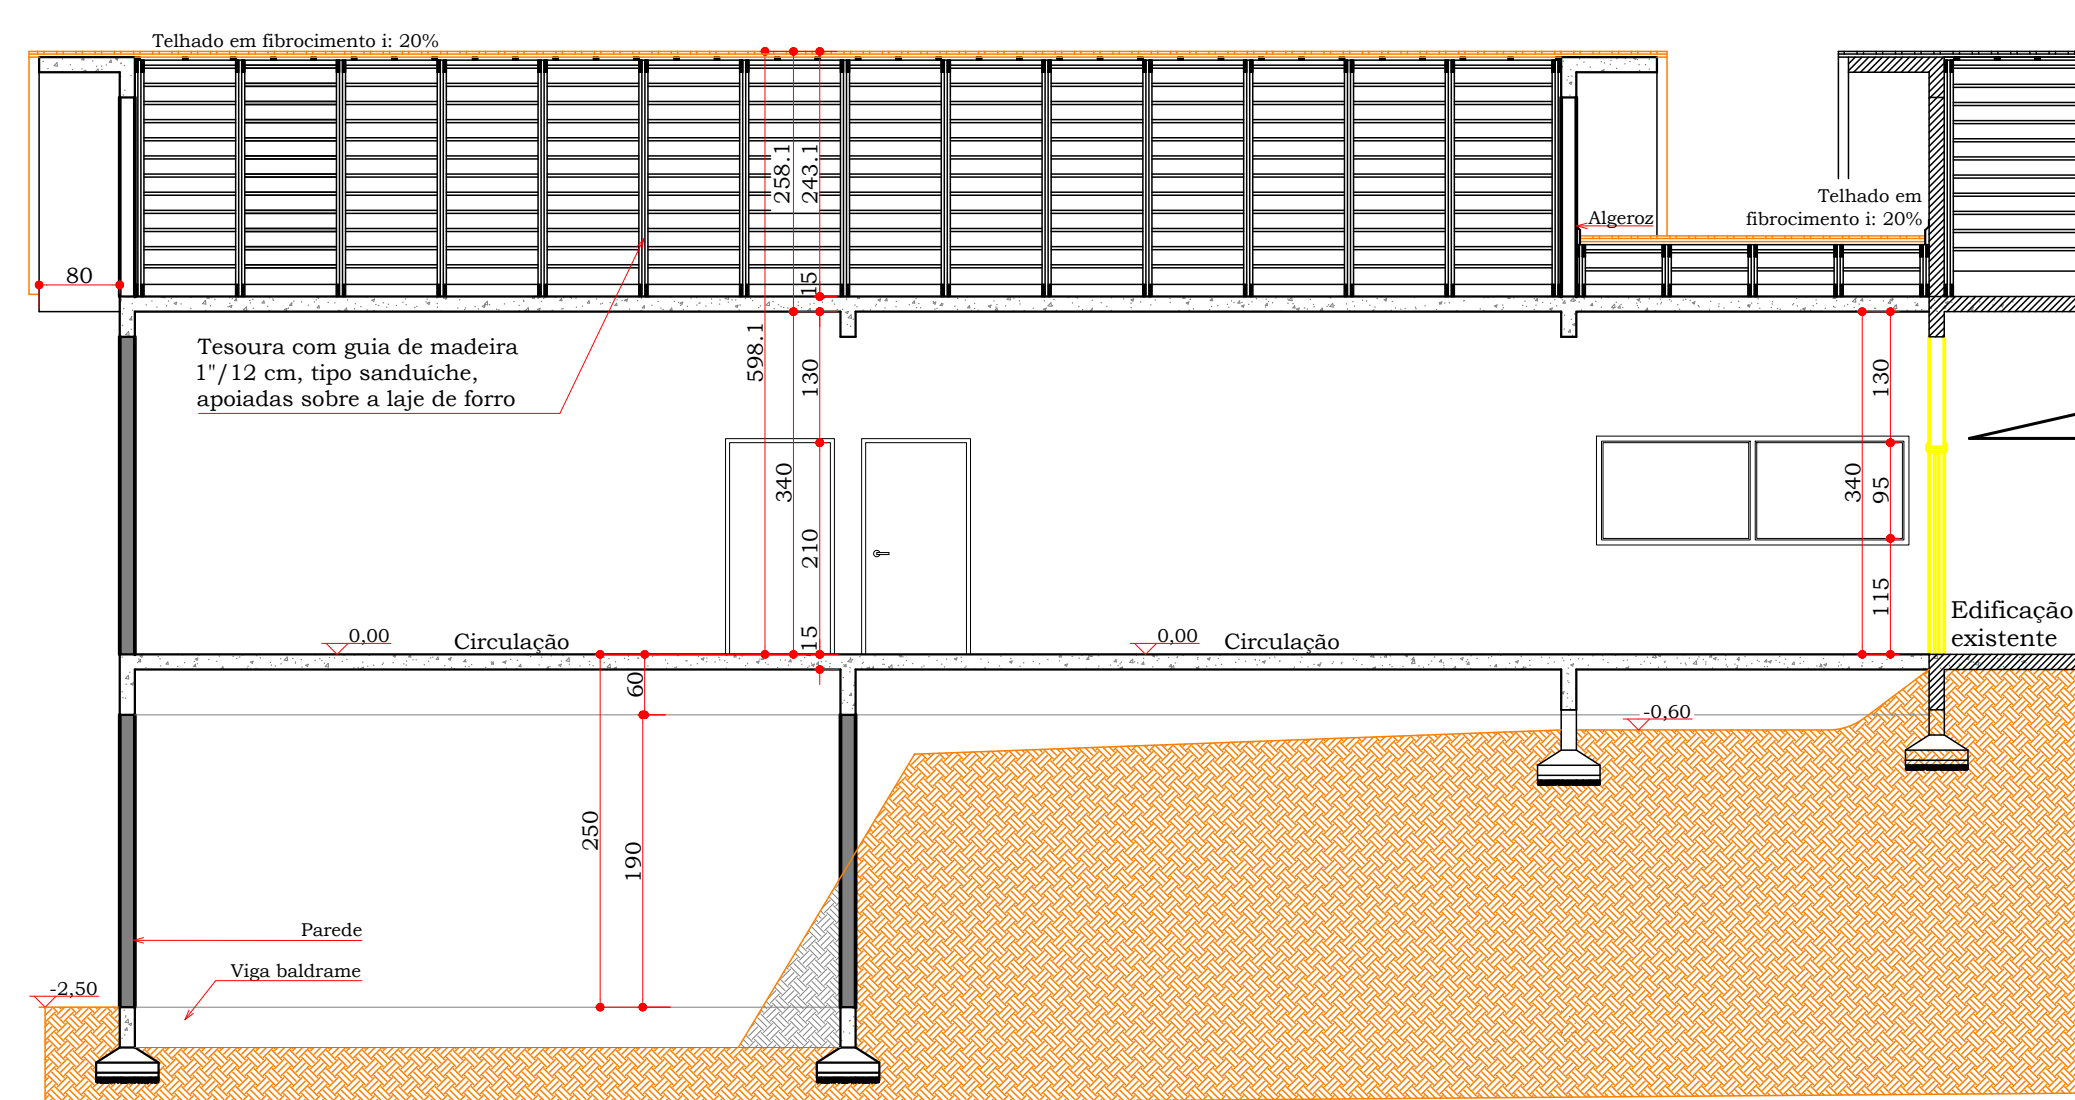 Telhado em fibrocimento i: 20%
258.1
243.1
Telhado em
fibrocimento i: 20%
Algeroz
80
15
598.1
130
130
Tesoura com guia de madeira
1"/12 cm, tipo sanduíche,
apoiadas sobre a laje de forro
340
210
340
95
115
15
Edificação
existente
0,00
Circulação
0,00
Circulação
60
-0,60
250
190
Parede
Viga baldrame
-2,50